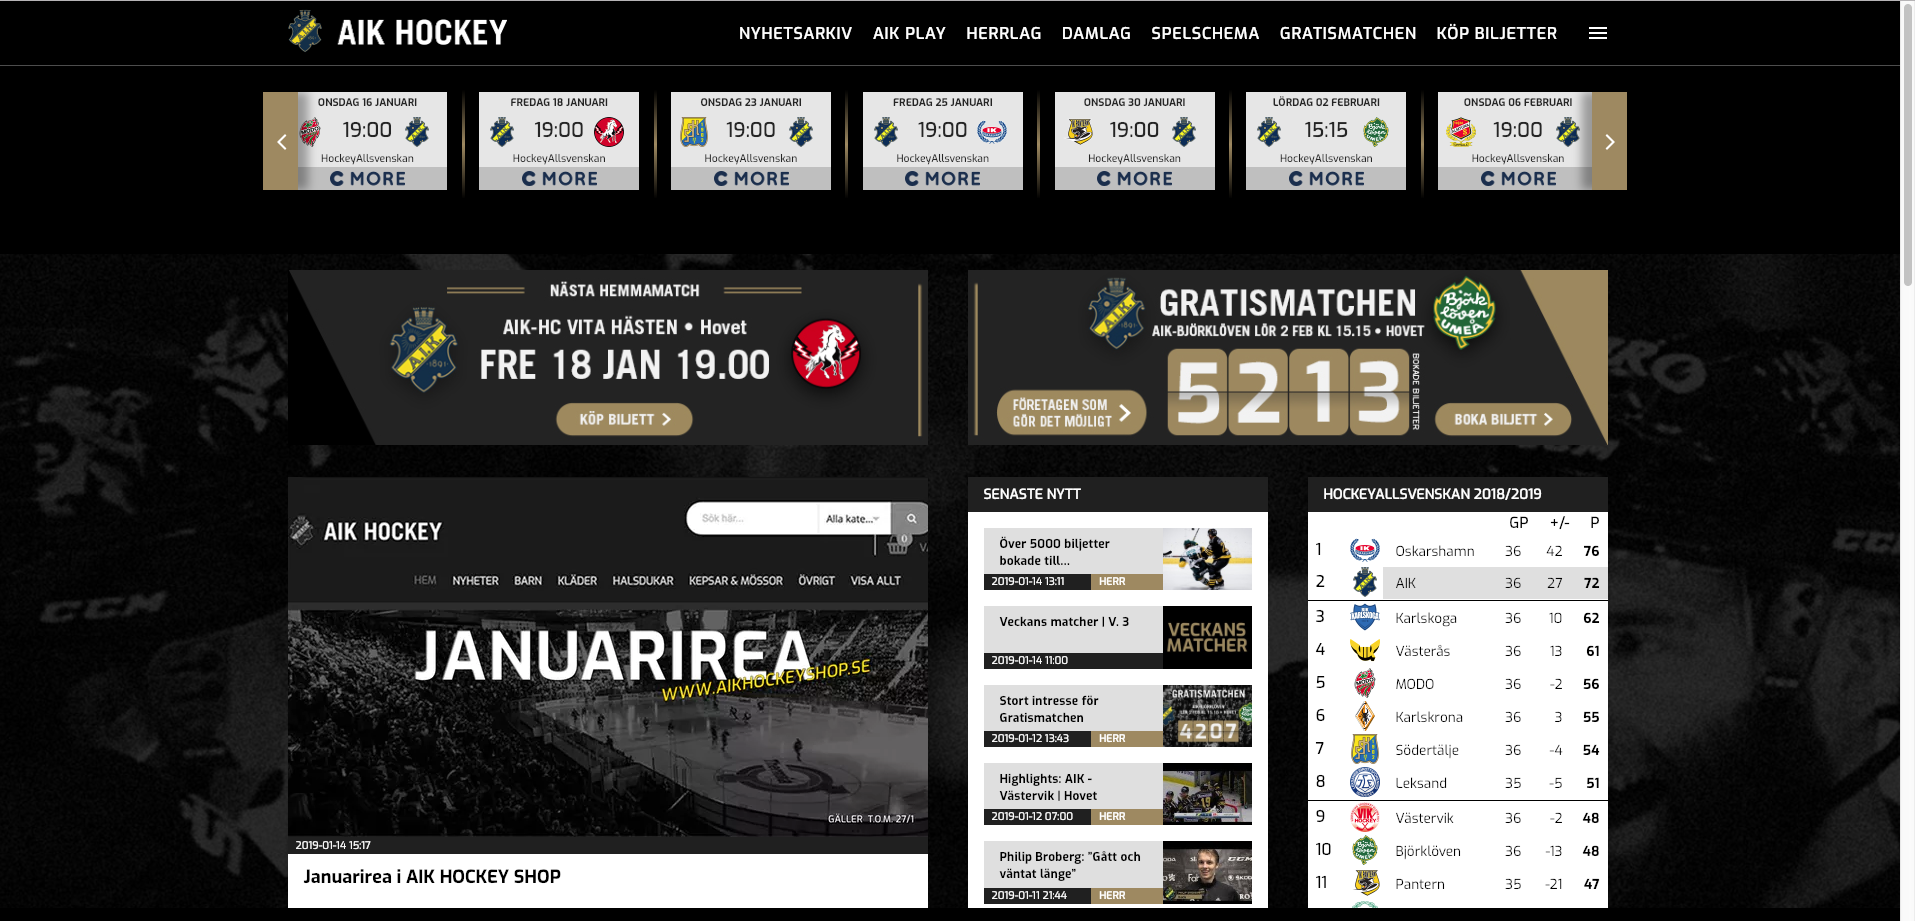 AIK HOCKEY
NYHETSARKIV AIK PLAY HERRLAG DAMLAG SPELSCHEMA GRATISMATCHEN KÖP BILJETTER
ONSDAG 16 JANUARI
19:00
HockeyAllsvenskan
C MORE
FREDAG 18 JANUARI
19:00
HockeyAllsvenskan
C MORE
ONSDAG 23 JANUARI
19:00
HockeyAllsvenskan
C MORE
FREDAG 25 JANUARI
19:00
HockeyAllsvenskan
C MORE
ONSDAG 30 JANUARI
19:00
HockeyAllsvenskan
C MORE
LÖRDAG 02 FEBRUARI
15:15
HockeyAllsvenskan
C MORE
ONSDAG 06 FEBRUARI
19:00
HockeyAllsvenskan
C MORE
NÄSTA HEMMAMATCH
AIK-HC VITA HÄSTEN • Hovet
FRE 18 JAN 19.00
A.I.K.
1891
KÖP BILJETT
GRATISMATCHEN
AIK-BJÖRKLÖVEN LÖR 2 FEB KL 15.15 • HOVET
A.I.K.
1891
Björk
löven
UMEÅ
5213
BOKADE BILJETTER
FÖRETAGEN SOM
GÖR DET MÖJLIGT
BOKA BILJETT
AIK HOCKEY
Sök här...
Alla kate...
0
HEM NYHETER BARN KLÄDER HALSDUKAR KEPSAR & MÖSSOR ÖVRIGT VISA ALLT
JANUARIREA
WWW.AIKHOCKEYSHOP.SE
GÄLLER T.O.M. 27/1
2019-01-14 15:17
Januarirea i AIK HOCKEY SHOP
SENASTE NYTT
Över 5000 biljetter
bokade till...
2019-01-14 13:11 HERR
Veckans matcher | V. 3
2019-01-14 11:00
VECKANS
MATCHER
Stort intresse för
Gratismatchen
2019-01-12 13:43 HERR
GRATISMATCHEN
4207
Highlights: AIK -
Västervik | Hovet
2019-01-12 07:00 HERR
Philip Broberg: "Gått och
väntat länge"
2019-01-11 21:44 HERR
HOCKEYALLSVENSKAN 2018/2019
GP +/- P
1 Oskarshamn 36 42 76
2 AIK 36 27 72
3 Karlskoga 36 10 62
4 Västerås 36 13 61
5 MODO 36 -2 56
6 Karlskrona 36 3 55
7 Södertälje 36 -4 54
8 Leksand 35 -5 51
9 Västervik 36 -2 48
10 Björklöven 36 -13 48
11 Pantern 35 -21 47
CCM